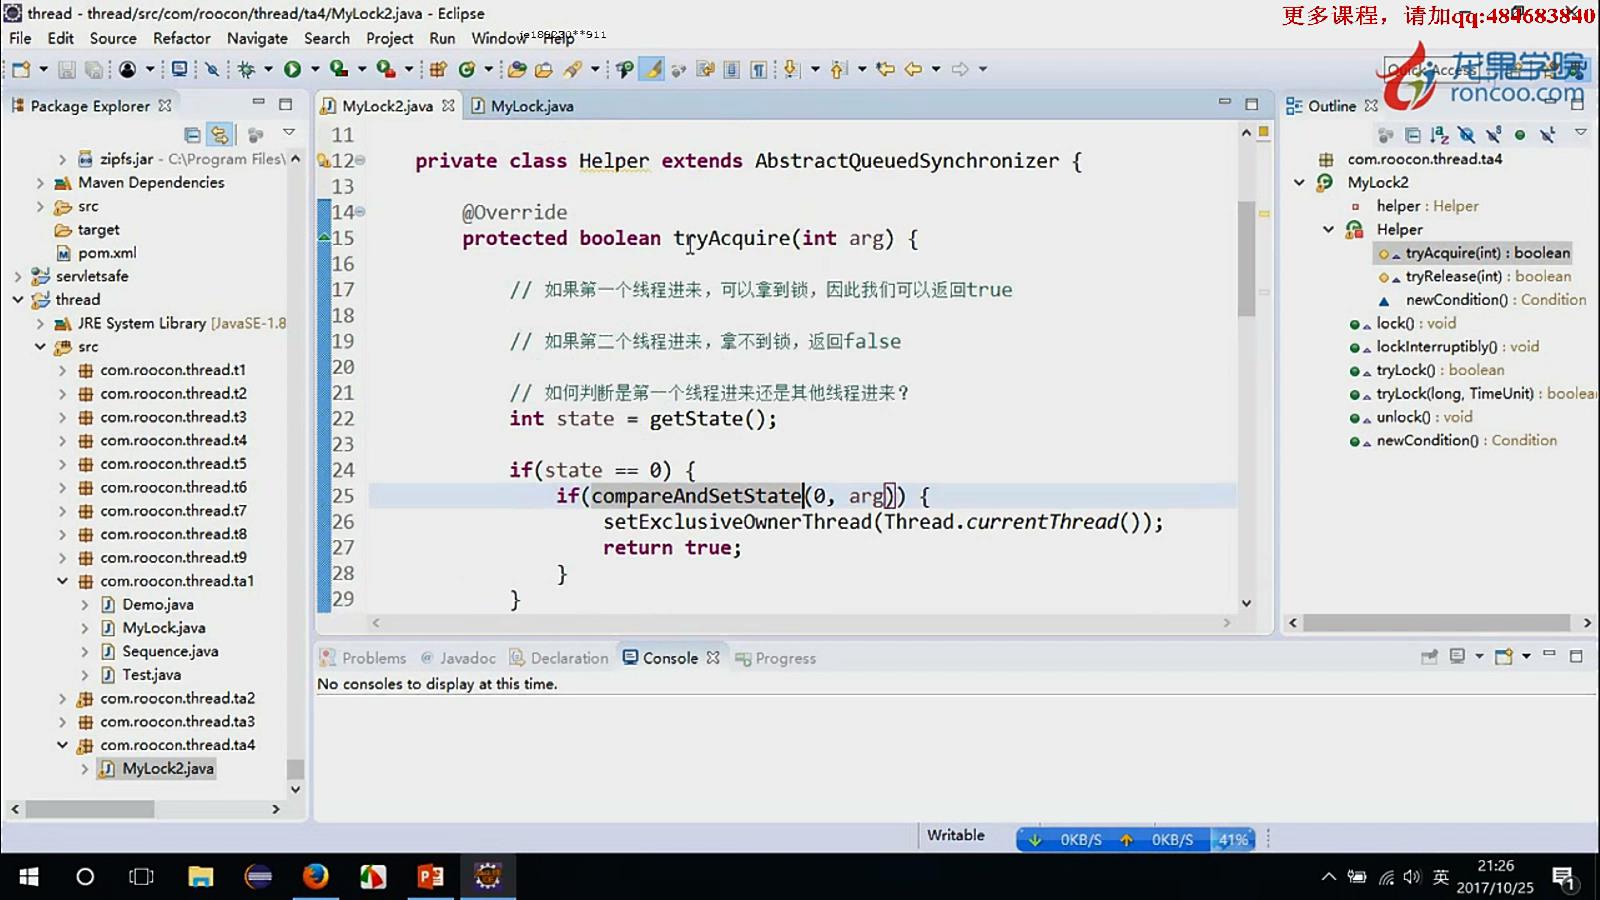 thread - thread/src/com/roocon/thread/ta4/MyLock2.java - Eclipse
更多课程，请加qq:484683840
File Edit Source Refactor Navigate Search Project Run Window Help
龙果学院
roncoo.com
Package Explorer
MyLock2.java
MyLock.java
Outline
zipfs.jar - C:\Program Files\
Maven Dependencies
src
target
pom.xml
servletsafe
thread
JRE System Library [JavaSE-1.8
src
com.roocon.thread.t1
com.roocon.thread.t2
com.roocon.thread.t3
com.roocon.thread.t4
com.roocon.thread.t5
com.roocon.thread.t6
com.roocon.thread.t7
com.roocon.thread.t8
com.roocon.thread.t9
com.roocon.thread.ta1
Demo.java
MyLock.java
Sequence.java
Test.java
com.roocon.thread.ta2
com.roocon.thread.ta3
com.roocon.thread.ta4
MyLock2.java
11
12 private class Helper extends AbstractQueuedSynchronizer {
13
14 @Override
15 protected boolean tryAcquire(int arg) {
16
17 // 如果第一个线程进来，可以拿到锁，因此我们可以返回true
18
19 // 如果第二个线程进来，拿不到锁，返回false
20
21 // 如何判断是第一个线程进来还是其他线程进来？
22 int state = getState();
23
24 if(state == 0) {
25 if(compareAndSetState(0, arg)) {
26 setExclusiveOwnerThread(Thread.currentThread());
27 return true;
28 }
29 }
com.roocon.thread.ta4
MyLock2
helper : Helper
Helper
tryAcquire(int) : boolean
tryRelease(int) : boolean
newCondition() : Condition
lock() : void
lockInterruptibly() : void
tryLock() : boolean
tryLock(long, TimeUnit) : boolea
unlock() : void
newCondition() : Condition
Problems @ Javadoc Declaration Console Progress
No consoles to display at this time.
Writable
0KB/S 0KB/S 41%
英
21:26
2017/10/25
1